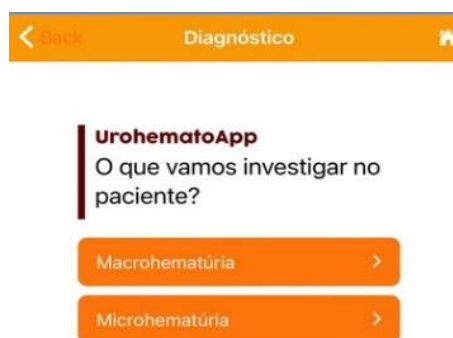 Back Diagnóstico
UrohematoApp
O que vamos investigar no
paciente?
Macrohematúria
Microhematúria